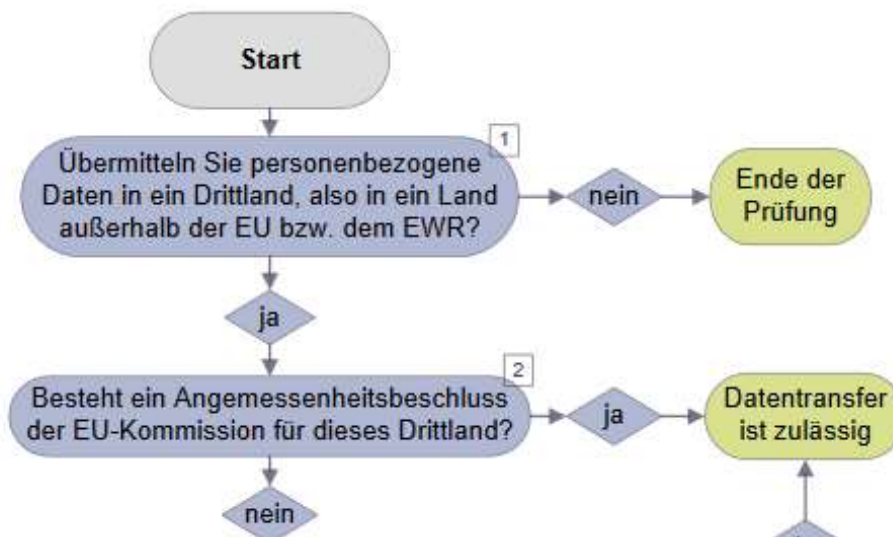 Start
1
Übermitteln Sie personenbezogene
Daten in ein Drittland, also in ein Land
außerhalb der EU bzw. dem EWR?
nein
Ende der
Prüfung
ja
2
Besteht ein Angemessenheitsbeschluss
der EU-Kommission für dieses Drittland?
ja
Datentransfer
ist zulässig
nein